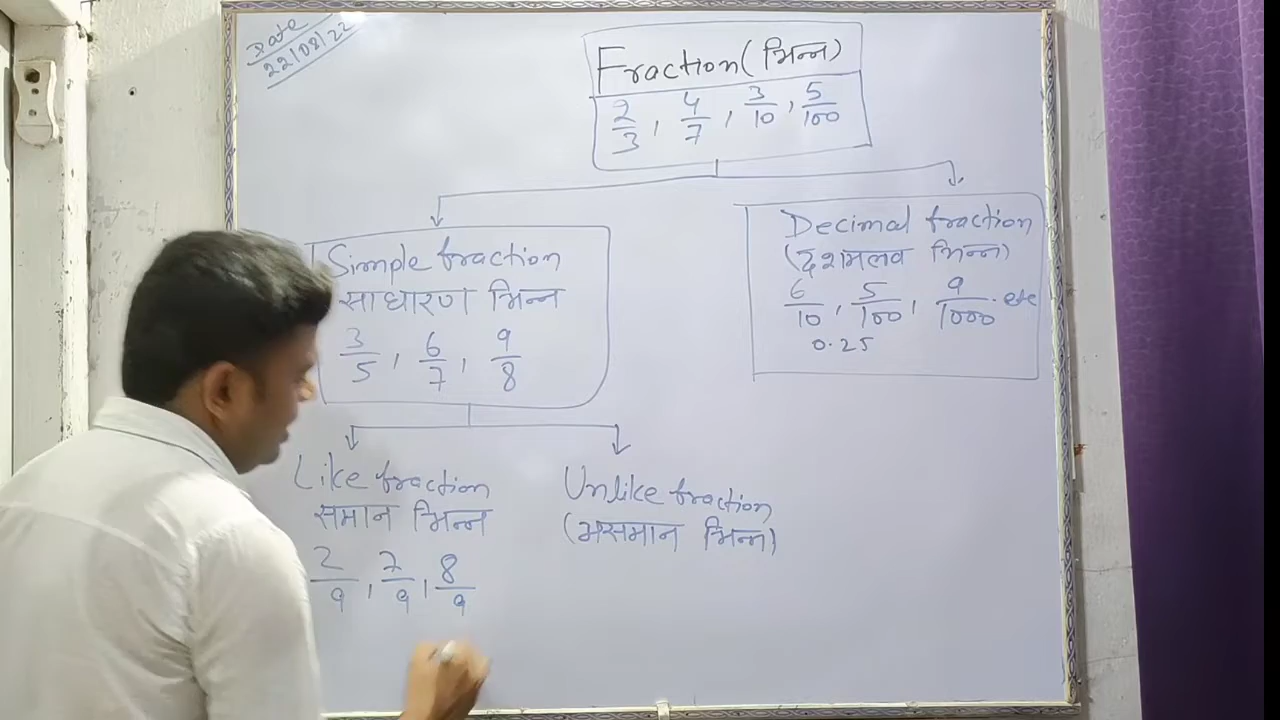 Date
22/08/22
Fraction (भिन्न)
2/3, 4/7, 3/10, 5/100
Simple fraction
साधारण भिन्न
3/5, 6/7, 9/8
Decimal fraction
(दशमलव भिन्न)
6/10, 5/100, 9/1000. etc
0.25
Like fraction
समान भिन्न
2/9, 7/9, 8/9
Unlike fraction
(असमान भिन्न)